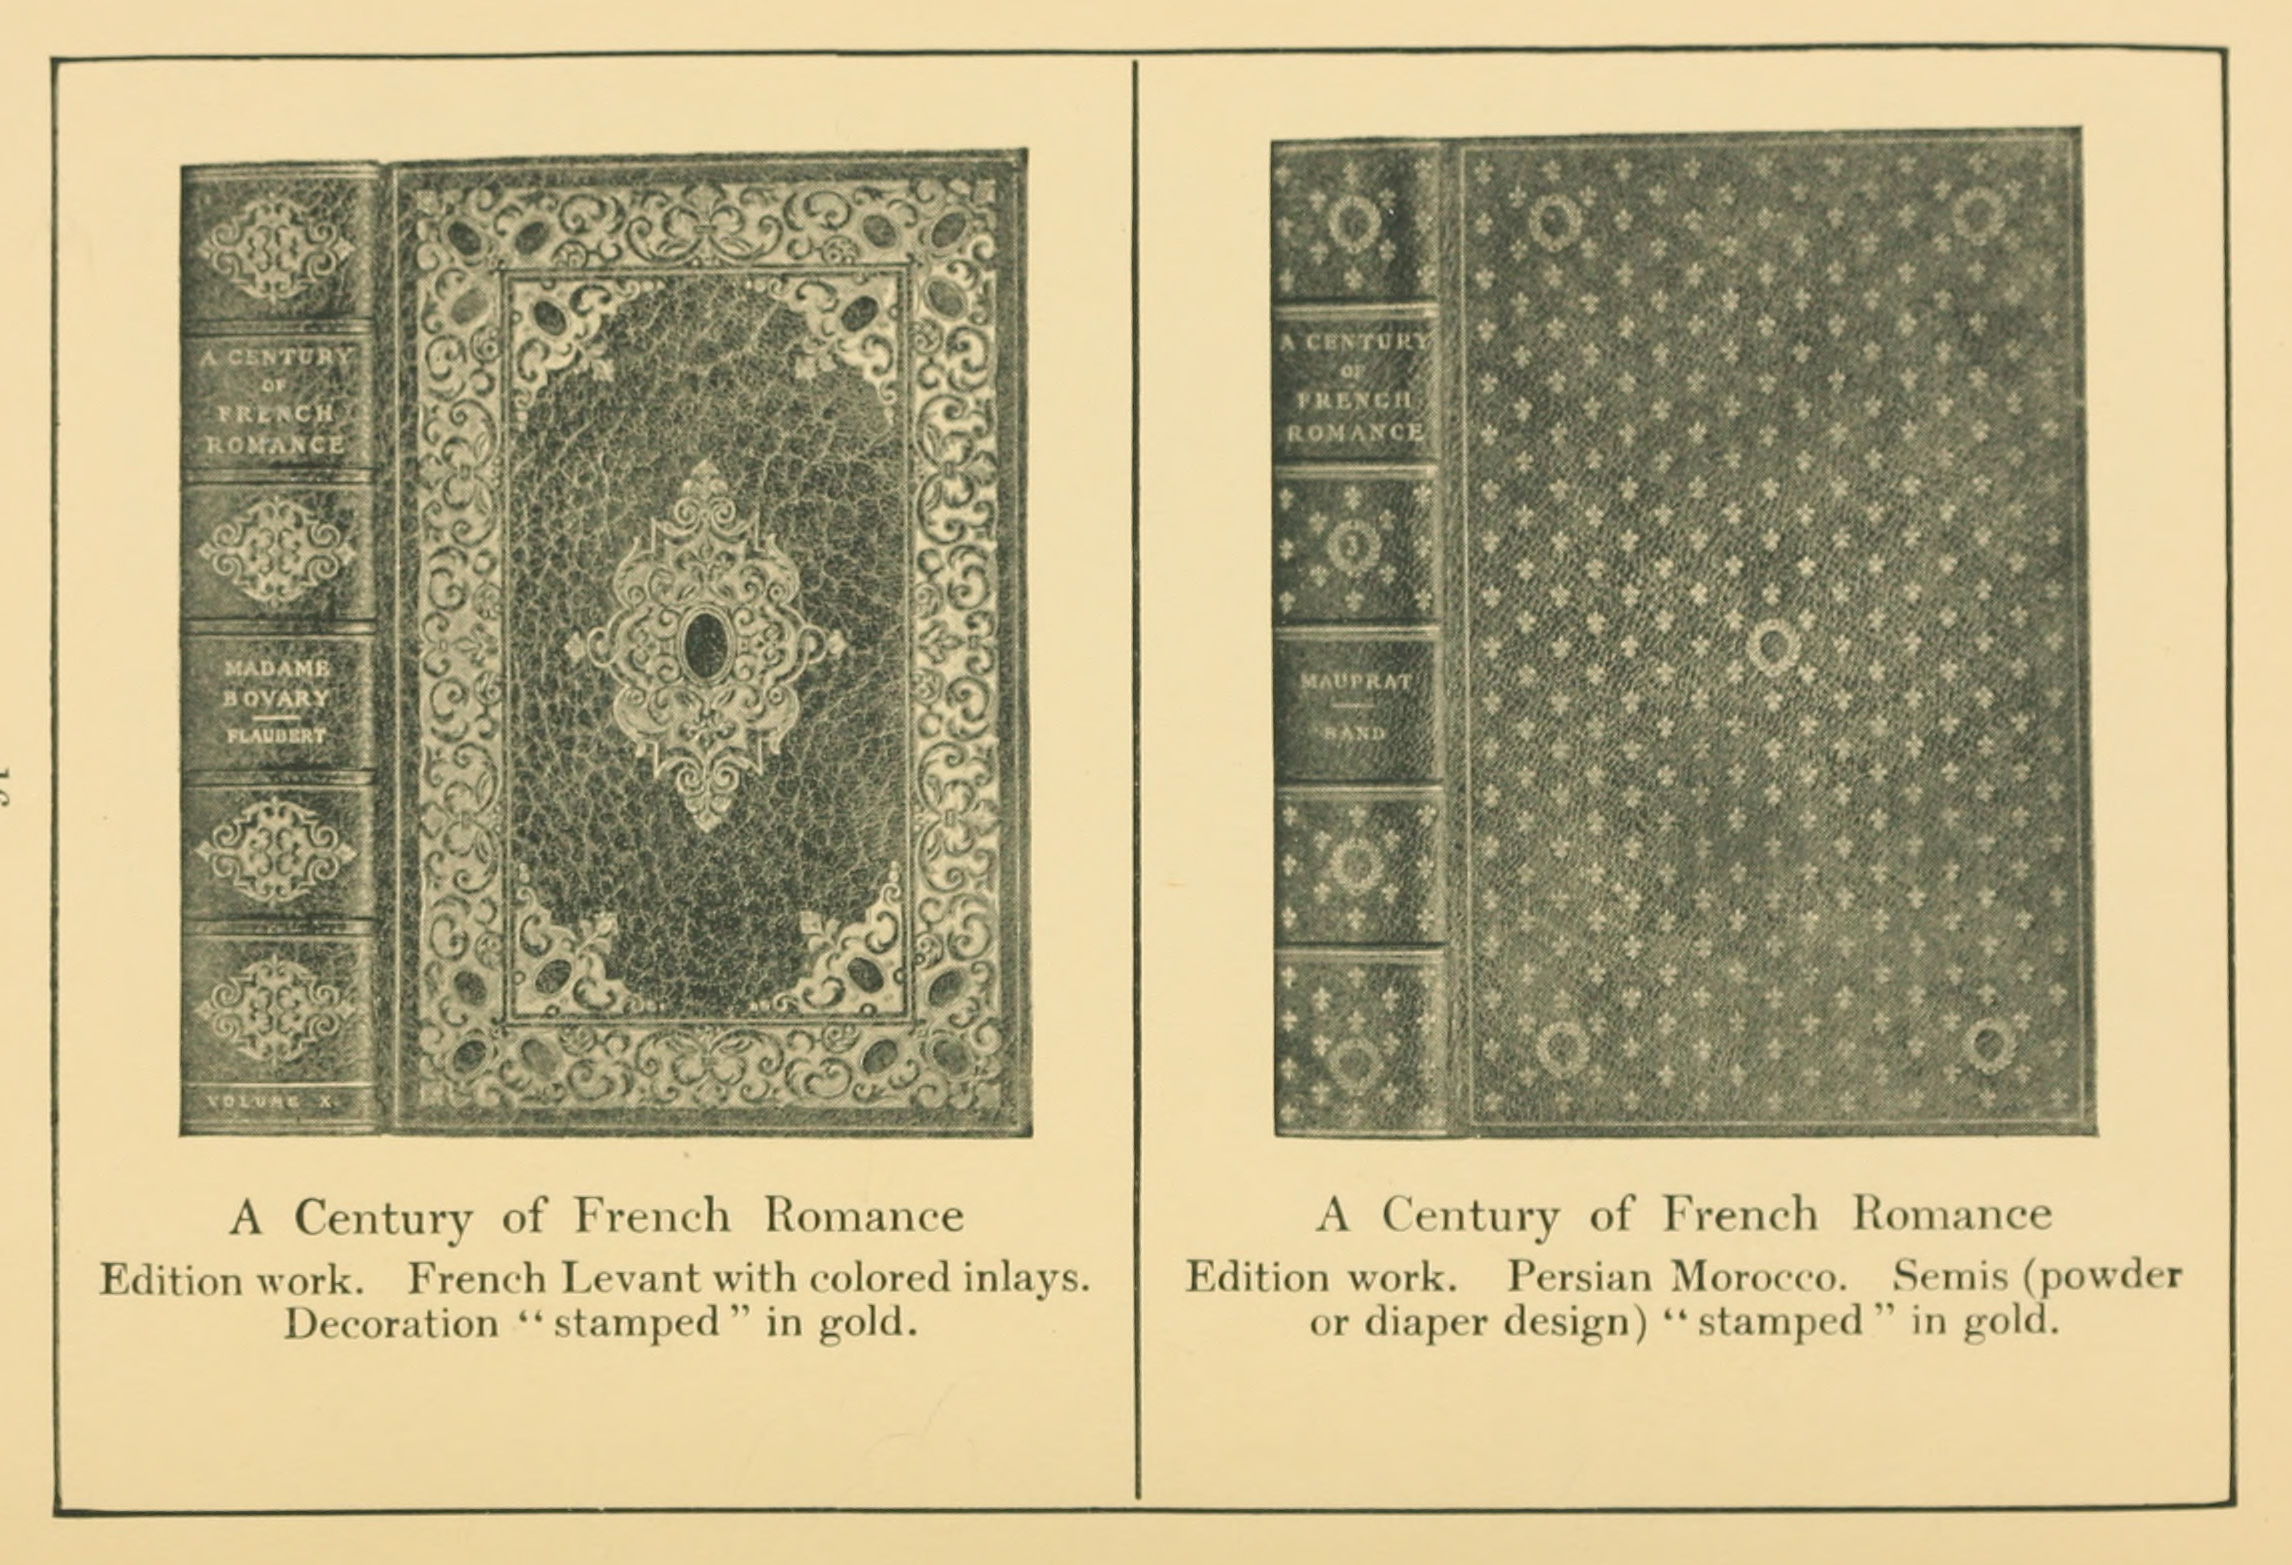 A CENTURY
OF
FRENCH
ROMANCE
MADAME
BOVARY
FLAUBERT
VOLUME X.
A Century of French Romance
Edition work. French Levant with colored inlays.
Decoration “stamped” in gold.
A CENTURY
OF
FRENCH
ROMANCE
3
MAUPRAT
SAND
A Century of French Romance
Edition work. Persian Morocco. Semis (powder
or diaper design) “stamped” in gold.